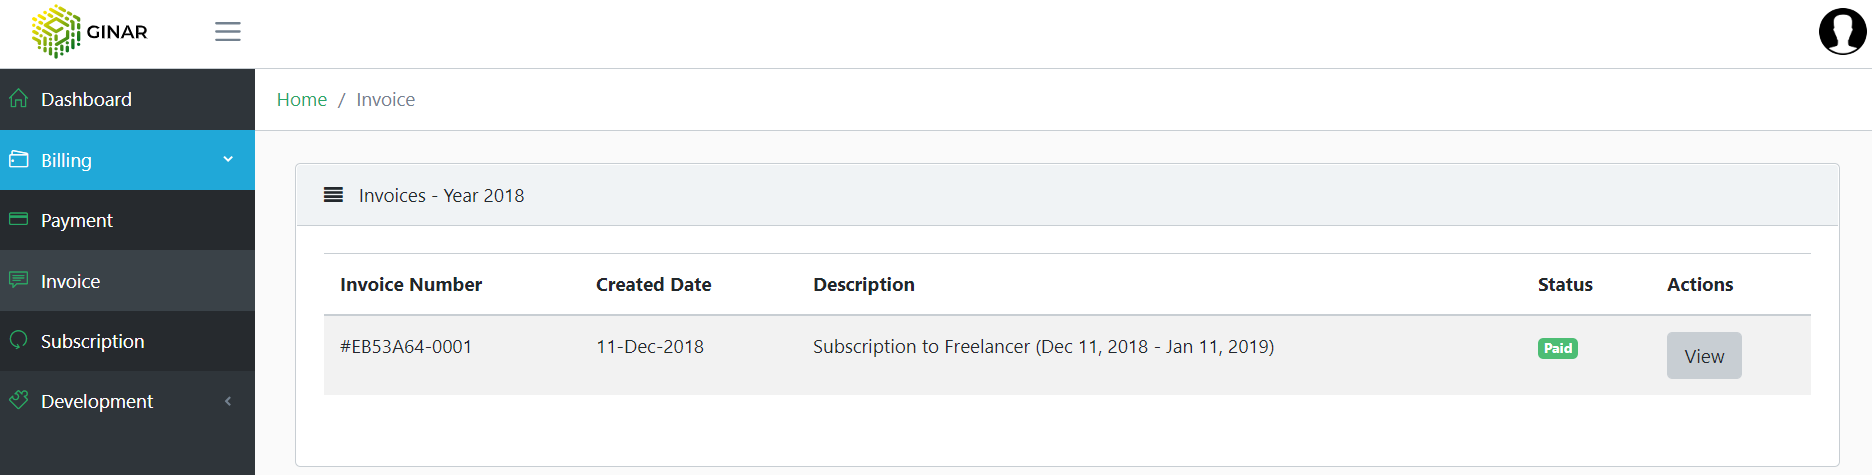 GINAR
Dashboard
Billing
Payment
Invoice
Subscription
Development
Home / Invoice
Invoices - Year 2018
Invoice Number Created Date Description Status Actions
#EB53A64-0001 11-Dec-2018 Subscription to Freelancer (Dec 11, 2018 - Jan 11, 2019) Paid View